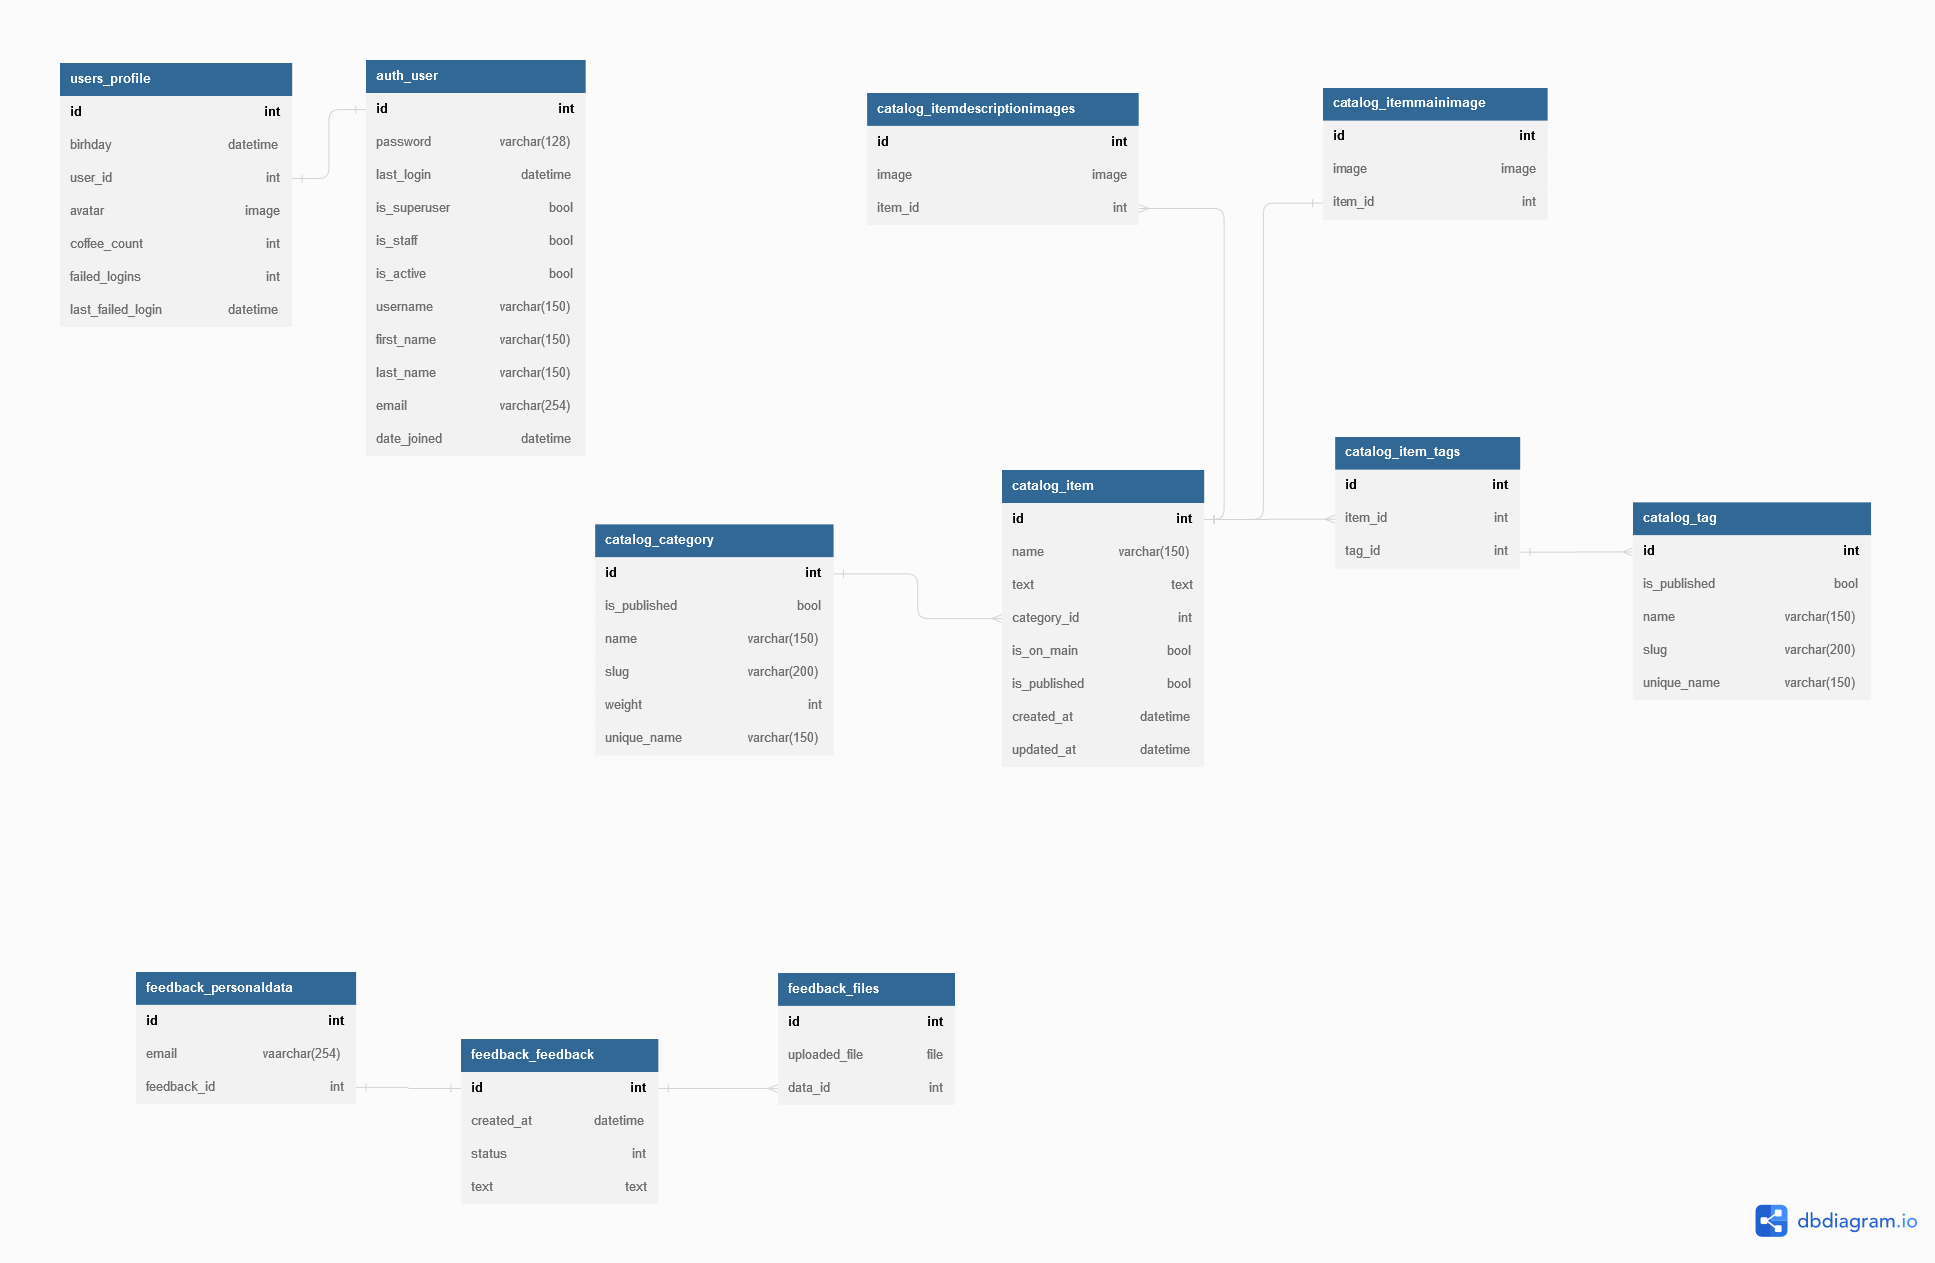 users_profile
id int
birhday datetime
user_id int
avatar image
coffee_count int
failed_logins int
last_failed_login datetime
auth_user
id int
password varchar(128)
last_login datetime
is_superuser bool
is_staff bool
is_active bool
username varchar(150)
first_name varchar(150)
last_name varchar(150)
email varchar(254)
date_joined datetime
catalog_itemdescriptionimages
id int
image image
item_id int
catalog_itemmainimage
id int
image image
item_id int
catalog_category
id int
is_published bool
name varchar(150)
slug varchar(200)
weight int
unique_name varchar(150)
catalog_item
id int
name varchar(150)
text text
category_id int
is_on_main bool
is_published bool
created_at datetime
updated_at datetime
catalog_item_tags
id int
item_id int
tag_id int
catalog_tag
id int
is_published bool
name varchar(150)
slug varchar(200)
unique_name varchar(150)
feedback_personaldata
id int
email vaarchar(254)
feedback_id int
feedback_feedback
id int
created_at datetime
status int
text text
feedback_files
id int
uploaded_file file
data_id int
dbdiagram.io